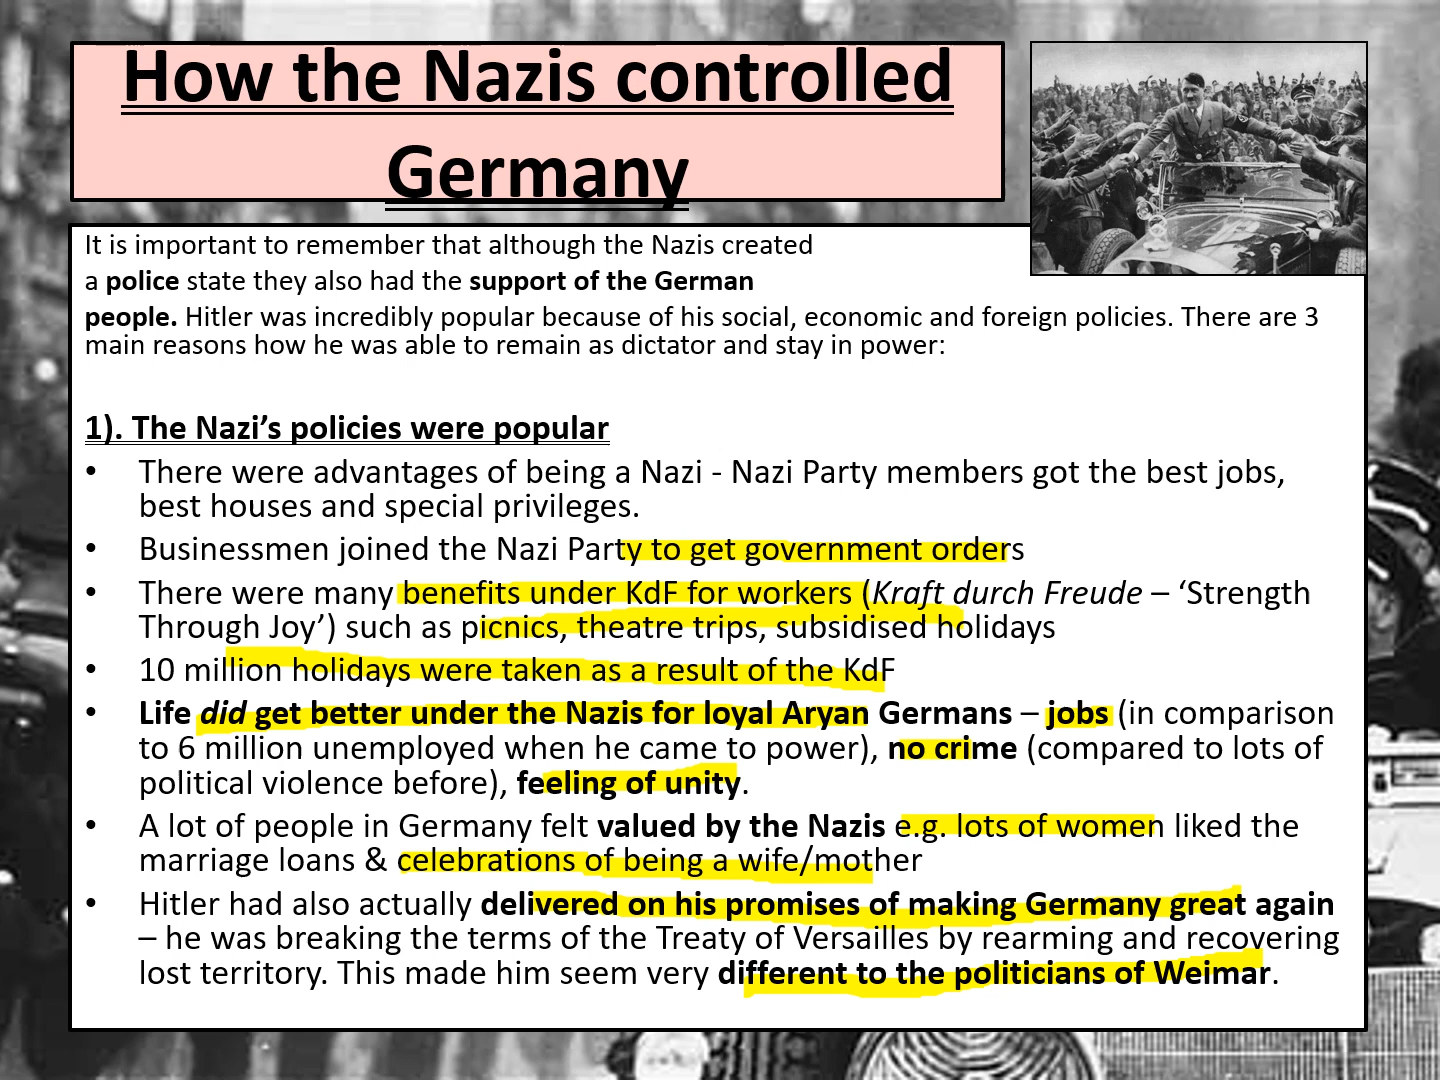 How the Nazis controlled
Germany
It is important to remember that although the Nazis created
a police state they also had the support of the German
people. Hitler was incredibly popular because of his social, economic and foreign policies. There are 3
main reasons how he was able to remain as dictator and stay in power:
1). The Nazi’s policies were popular
• There were advantages of being a Nazi - Nazi Party members got the best jobs,
best houses and special privileges.
• Businessmen joined the Nazi Party to get government orders
• There were many benefits under KdF for workers (Kraft durch Freude – ‘Strength
Through Joy’) such as picnics, theatre trips, subsidised holidays
• 10 million holidays were taken as a result of the KdF
• Life did get better under the Nazis for loyal Aryan Germans – jobs (in comparison
to 6 million unemployed when he came to power), no crime (compared to lots of
political violence before), feeling of unity.
• A lot of people in Germany felt valued by the Nazis e.g. lots of women liked the
marriage loans & celebrations of being a wife/mother
• Hitler had also actually delivered on his promises of making Germany great again
– he was breaking the terms of the Treaty of Versailles by rearming and recovering
lost territory. This made him seem very different to the politicians of Weimar.